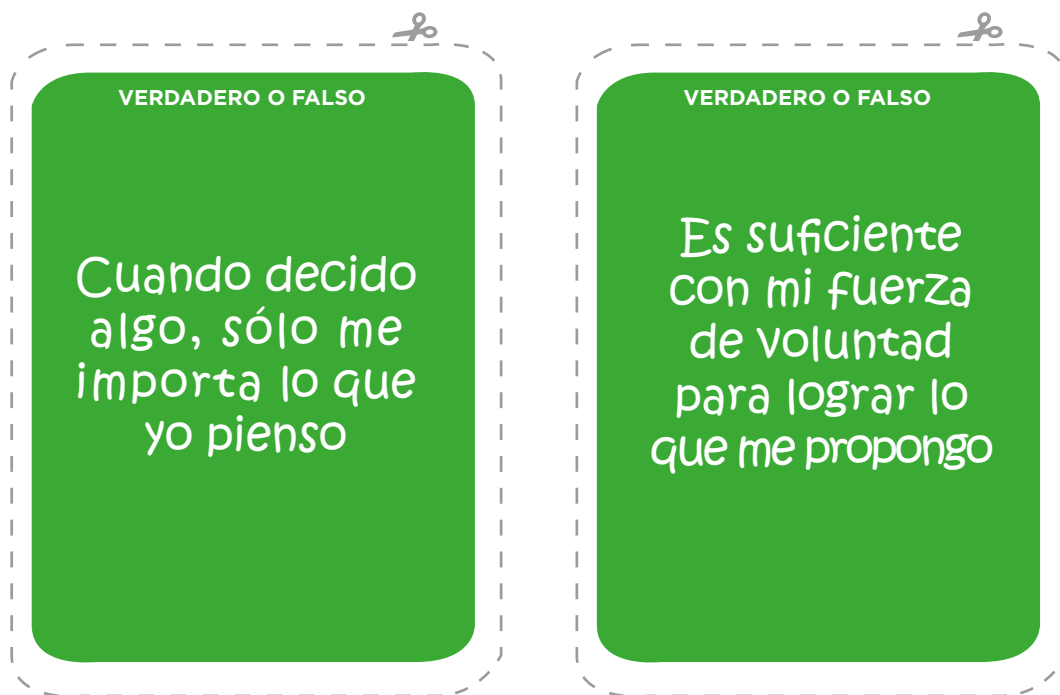 VERDADERO O FALSO
Cuando decido
algo, sólo me
importa lo que
yo pienso
VERDADERO O FALSO
Es suficiente
con mi fuerza
de voluntad
para lograr lo
que me propongo